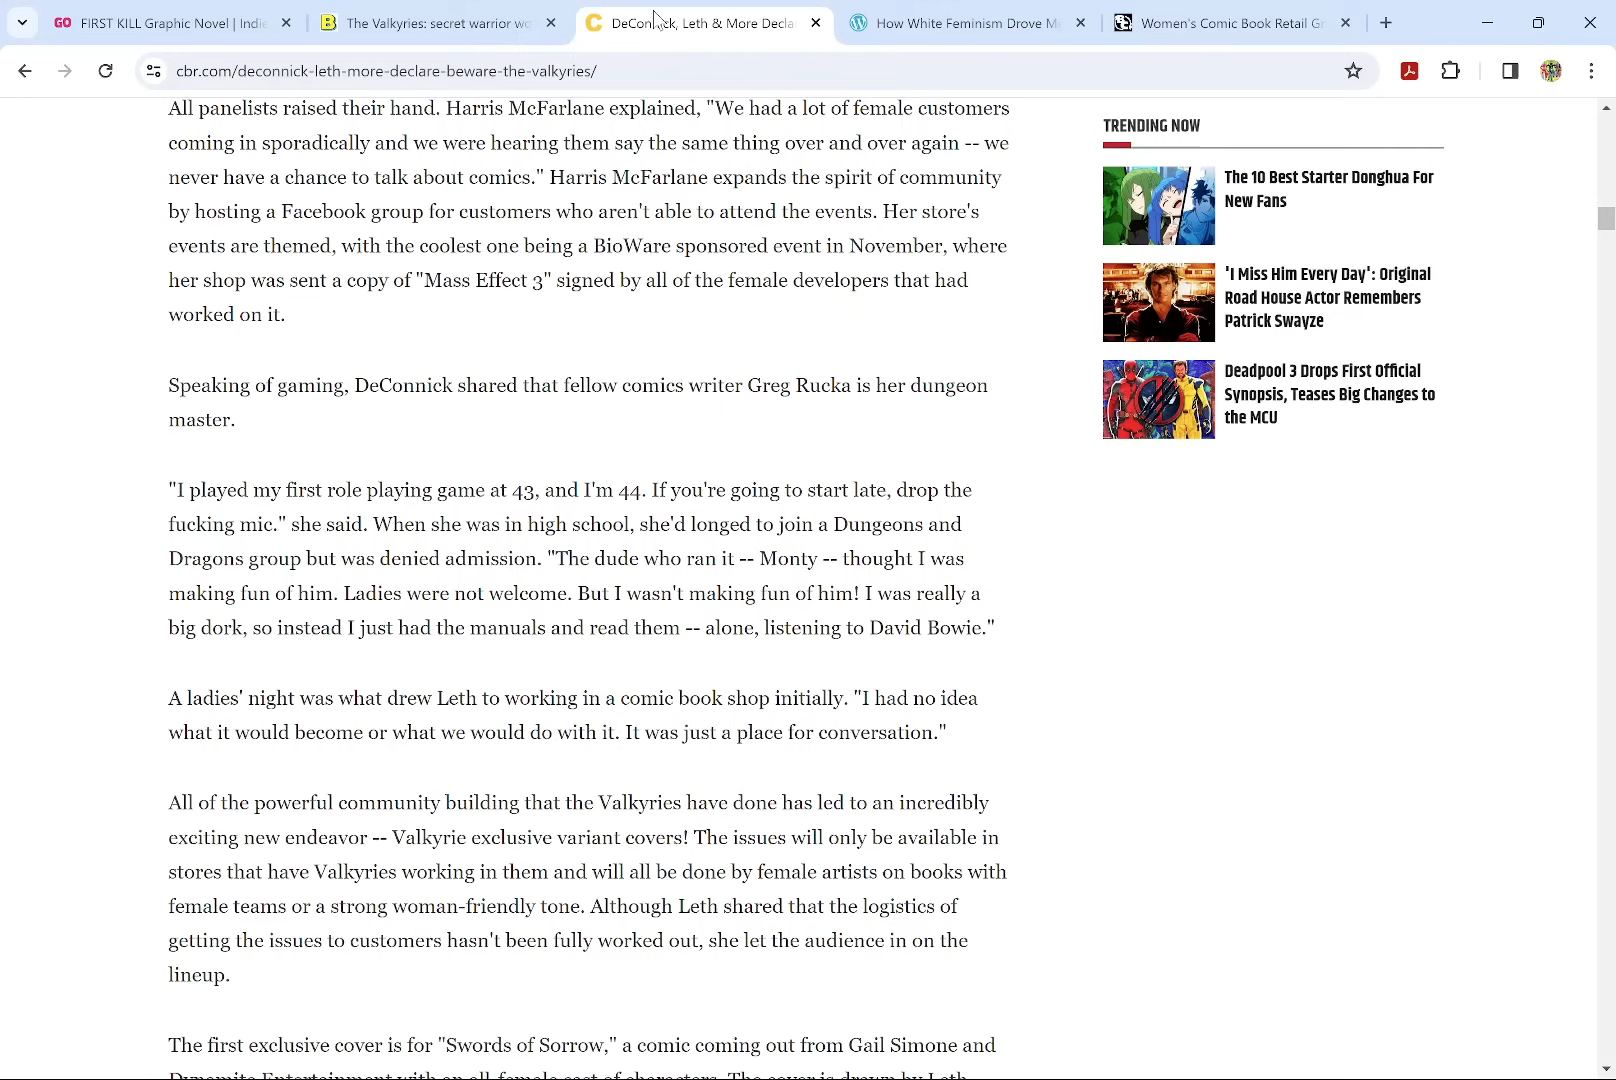 FIRST KILL Graphic Novel | Indie
The Valkyries: secret warrior wo
DeConnick, Leth & More Decla
How White Feminism Drove M
Women's Comic Book Retail Gr
cbr.com/deconnick-leth-more-declare-beware-the-valkyries/
All panelists raised their hand. Harris McFarlane explained, "We had a lot of female customers
coming in sporadically and we were hearing them say the same thing over and over again -- we
never have a chance to talk about comics." Harris McFarlane expands the spirit of community
by hosting a Facebook group for customers who aren't able to attend the events. Her store's
events are themed, with the coolest one being a BioWare sponsored event in November, where
her shop was sent a copy of "Mass Effect 3" signed by all of the female developers that had
worked on it.
Speaking of gaming, DeConnick shared that fellow comics writer Greg Rucka is her dungeon
master.
"I played my first role playing game at 43, and I'm 44. If you're going to start late, drop the
fucking mic." she said. When she was in high school, she'd longed to join a Dungeons and
Dragons group but was denied admission. "The dude who ran it -- Monty -- thought I was
making fun of him. Ladies were not welcome. But I wasn't making fun of him! I was really a
big dork, so instead I just had the manuals and read them -- alone, listening to David Bowie."
A ladies' night was what drew Leth to working in a comic book shop initially. "I had no idea
what it would become or what we would do with it. It was just a place for conversation."
All of the powerful community building that the Valkyries have done has led to an incredibly
exciting new endeavor -- Valkyrie exclusive variant covers! The issues will only be available in
stores that have Valkyries working in them and will all be done by female artists on books with
female teams or a strong woman-friendly tone. Although Leth shared that the logistics of
getting the issues to customers hasn't been fully worked out, she let the audience in on the
lineup.
The first exclusive cover is for "Swords of Sorrow," a comic coming out from Gail Simone and
Dynamite Entertainment with an all-female cast of characters. The cover is drawn by Leth
TRENDING NOW
The 10 Best Starter Donghua For
New Fans
'I Miss Him Every Day': Original
Road House Actor Remembers
Patrick Swayze
Deadpool 3 Drops First Official
Synopsis, Teases Big Changes to
the MCU